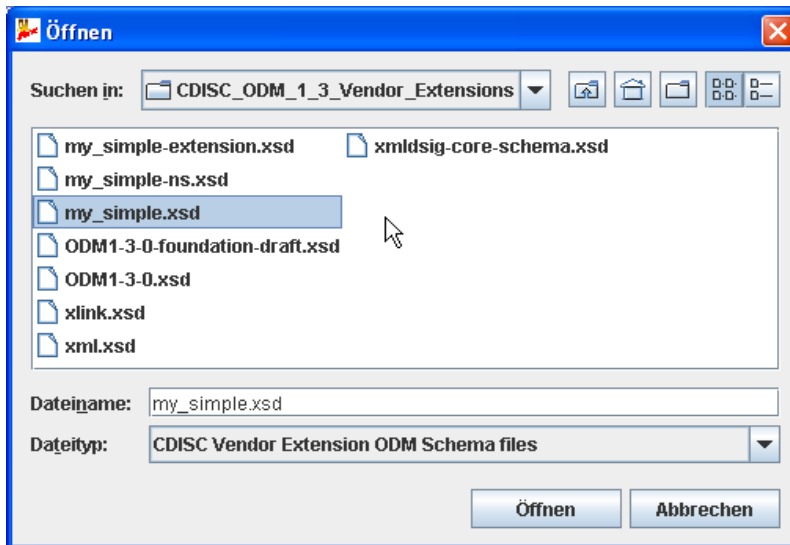 Öffnen
Suchen in: CDISC_ODM_1_3_Vendor_Extensions
my_simple-extension.xsd xmldsig-core-schema.xsd
my_simple-ns.xsd
my_simple.xsd
ODM1-3-0-foundation-draft.xsd
ODM1-3-0.xsd
xlink.xsd
xml.xsd
Dateiname: my_simple.xsd
Dateityp: CDISC Vendor Extension ODM Schema files
Öffnen Abbrechen